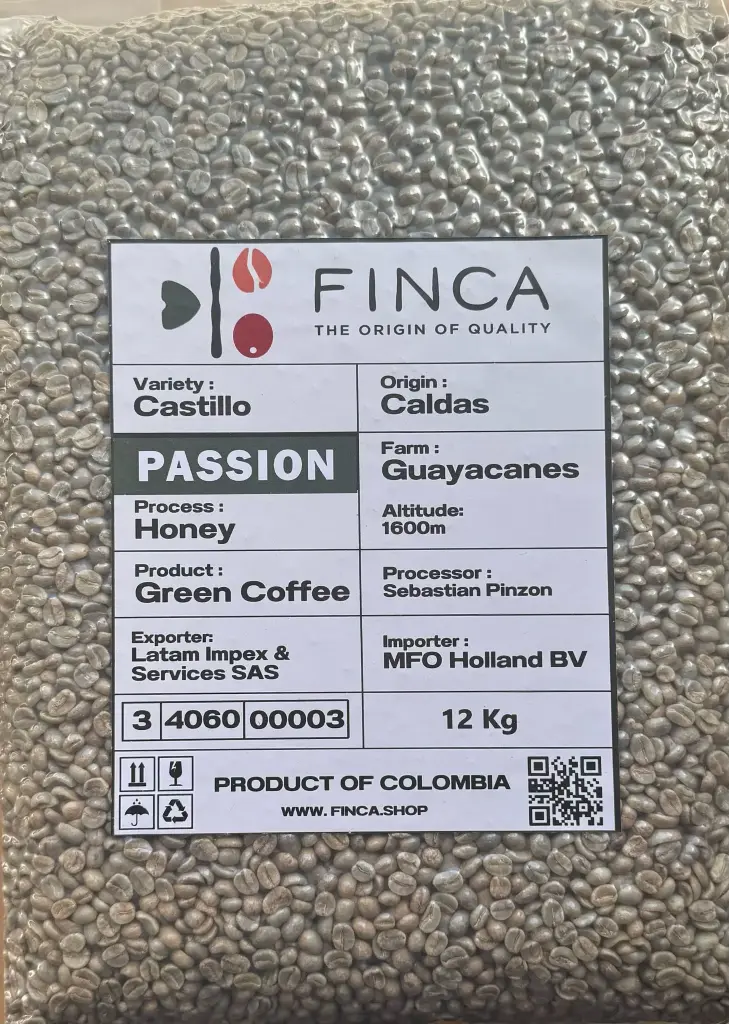 FINCA
THE ORIGIN OF QUALITY
Variety :
Castillo
Origin :
Caldas
PASSION
Process :
Honey
Farm :
Guayacanes
Altitude:
1600m
Product :
Green Coffee
Processor :
Sebastian Pinzon
Exporter:
Latam Impex &
Services SAS
Importer :
MFO Holland BV
3 4060 00003
12 Kg
PRODUCT OF COLOMBIA
WWW. FINCA.SHOP